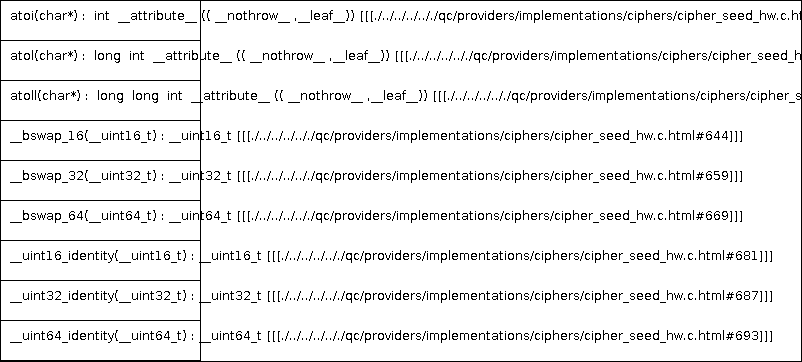 atoi(char*) : int __attribute__ (( __nothrow__ ,__leaf__)) [[[./../../../../../qc/providers/implementations/ciphers/cipher_seed_hw.c.ht
atol(char*) : long int __attribute__ (( __nothrow__ ,__leaf__)) [[[./../../../../../qc/providers/implementations/ciphers/cipher_seed_h
atoll(char*) : long long int __attribute__ (( __nothrow__ ,__leaf__)) [[[./../../../../../qc/providers/implementations/ciphers/cipher_s
__bswap_16(__uint16_t) : __uint16_t [[[./../../../../../qc/providers/implementations/ciphers/cipher_seed_hw.c.html#644]]]
__bswap_32(__uint32_t) : __uint32_t [[[./../../../../../qc/providers/implementations/ciphers/cipher_seed_hw.c.html#659]]]
__bswap_64(__uint64_t) : __uint64_t [[[./../../../../../qc/providers/implementations/ciphers/cipher_seed_hw.c.html#669]]]
__uint16_identity(__uint16_t) : __uint16_t [[[./../../../../../qc/providers/implementations/ciphers/cipher_seed_hw.c.html#681]]]
__uint32_identity(__uint32_t) : __uint32_t [[[./../../../../../qc/providers/implementations/ciphers/cipher_seed_hw.c.html#687]]]
__uint64_identity(__uint64_t) : __uint64_t [[[./../../../../../qc/providers/implementations/ciphers/cipher_seed_hw.c.html#693]]]